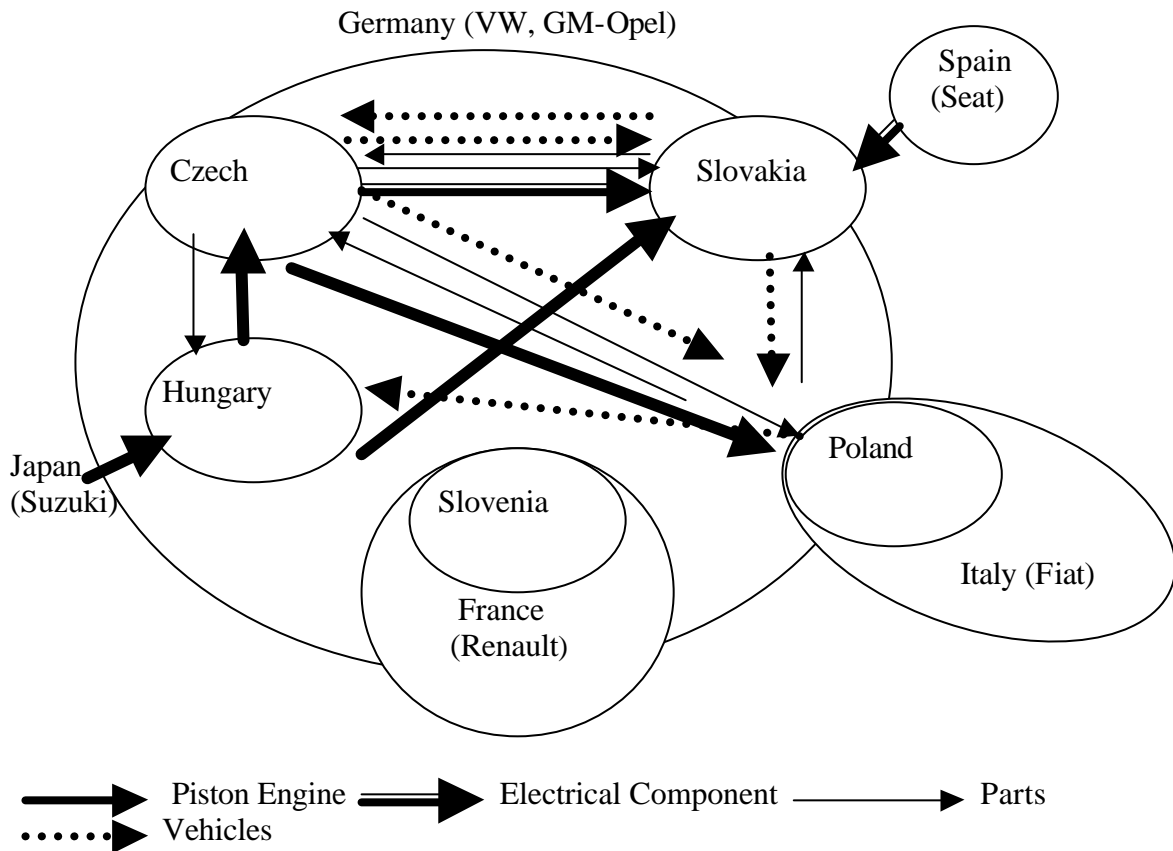 Germany (VW, GM-Opel)
Spain
(Seat)
Czech
Slovakia
Hungary
Poland
Japan
(Suzuki)
Slovenia
Italy (Fiat)
France
(Renault)
Piston Engine
Electrical Component
Parts
Vehicles